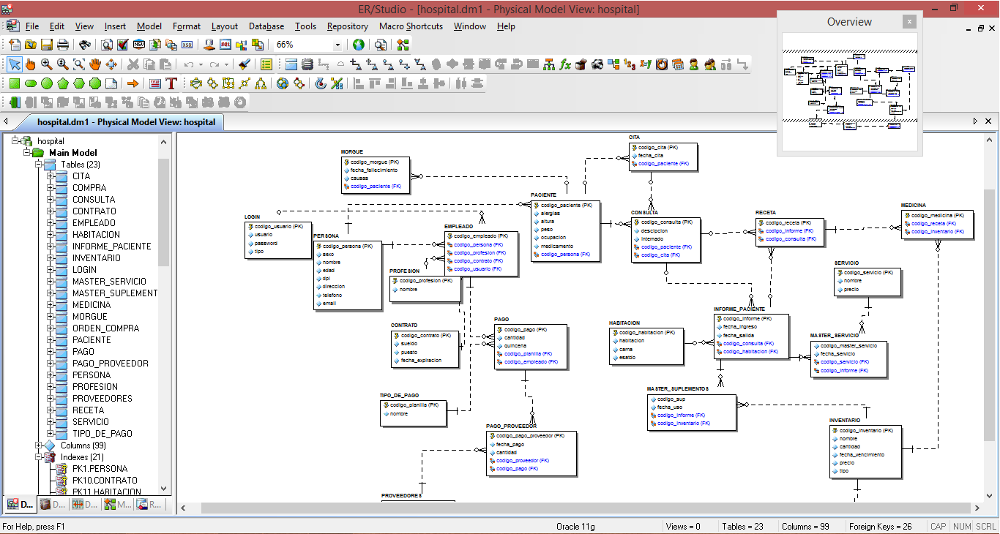 ER/Studio - [hospital.dm1 - Physical Model View: hospital]
File Edit View Insert Model Format Layout Database Tools Repository Macro Shortcuts Window Help
NSU XSD SQL 66%
hospital.dm1 - Physical Model View: hospital
Overview
hospital
Main Model
Tables (23)
CITA
COMPRA
CONSULTA
CONTRATO
EMPLEADO
HABITACION
INFORME_PACIENTE
INVENTARIO
LOGIN
MASTER_SERVICIO
MASTER_SUPLEMENT
MEDICINA
MORGUE
ORDEN_COMPRA
PACIENTE
PAGO
PAGO_PROVEEDOR
PERSONA
PROFESION
PROVEEDORES
RECETA
SERVICIO
TIPO_DE_PAGO
Columns (99)
Indexes (21)
PK1.PERSONA
PK10.CONTRATO
PK11.HABITACION
D... D... D... M... R...
CITA
codigo_cita (PK)
fecha_cita
codigo_paciente (FK)
MORGUE
codigo_morgue (PK)
fecha_fallecimiento
causas
codigo_paciente (FK)
PACIENTE
codigo_paciente (PK)
alergias
altura
peso
ocupacion
medicamento
codigo_persona (FK)
LOGIN
codigo_usuario (PK)
usuario
password
tipo
PERSONA
codigo_persona (PK)
sexo
nombre
edad
dpi
direccion
telefono
email
EMPLEADO
codigo_empleado (PK)
codigo_persona (FK)
codigo_profesion (FK)
codigo_contrato (FK)
codigo_usuario (FK)
PROFESION
codigo_profesion (PK)
nombre
CONSULTA
codigo_consulta (PK)
descipcion
internado
codigo_paciente (FK)
codigo_cita (FK)
RECETA
codigo_receta (PK)
codigo_informe (FK)
codigo_consulta (FK)
MEDICINA
codigo_medicina (PK)
codigo_receta (FK)
codigo_inventario (FK)
SERVICIO
codigo_servicio (PK)
nombre
precio
CONTRATO
codigo_contrato (PK)
sueldo
puesto
fecha_expiracion
PAGO
codigo_pago (PK)
cantidad
quincena
codigo_planilla (FK)
codigo_empleado (FK)
HABITACION
codigo_habitacion (PK)
habitacion
cama
esatdo
INFORME_PACIENTE
codigo_informe (PK)
fecha_ingreso
fecha_salida
codigo_consulta (FK)
codigo_habitacion (FK)
MASTER_SERVICIO
codigo_master_servicio
fecha_servicio
codigo_servicio (FK)
codigo_informe (FK)
MASTER_SUPLEMENTOS
codigo_sup
fecha_uso
codigo_informe (FK)
codigo_inventario (FK)
TIPO_DE_PAGO
codigo_planilla (PK)
nombre
PAGO_PROVEEDOR
codigo_pago_proveedor (PK)
fecha_pago
cantidad
codigo_proveedor (FK)
codigo_pago (FK)
INVENTARIO
codigo_inventario (PK)
nombre
cantidad
fecha_vencimiento
precio
tipo
PROVEEDORES
For Help, press F1 Oracle 11g Views = 0 Tables = 23 Columns = 99 Foreign Keys = 26 CAP NUM SCRL